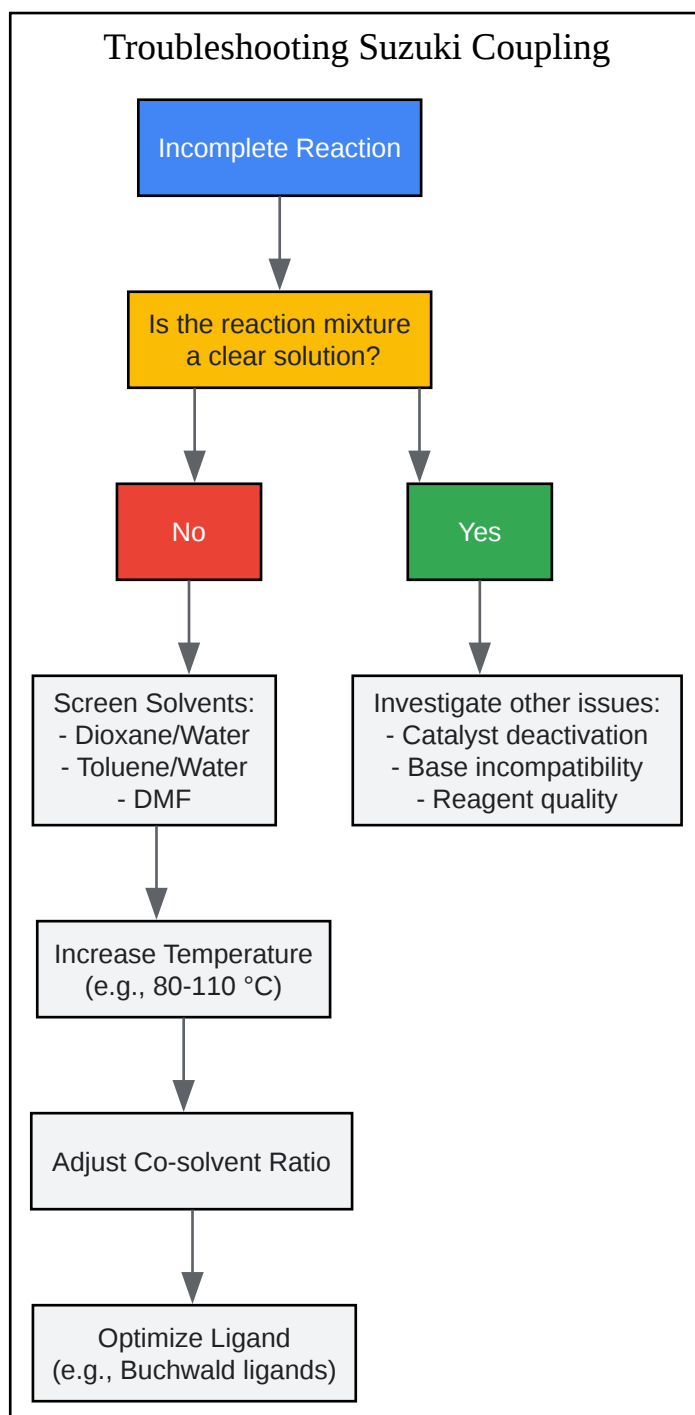 Troubleshooting Suzuki Coupling
Incomplete Reaction
Is the reaction mixture
a clear solution?
No
Yes
Screen Solvents:
- Dioxane/Water
- Toluene/Water
- DMF
Investigate other issues:
- Catalyst deactivation
- Base incompatibility
- Reagent quality
Increase Temperature
(e.g., 80-110 °C)
Adjust Co-solvent Ratio
Optimize Ligand
(e.g., Buchwald ligands)